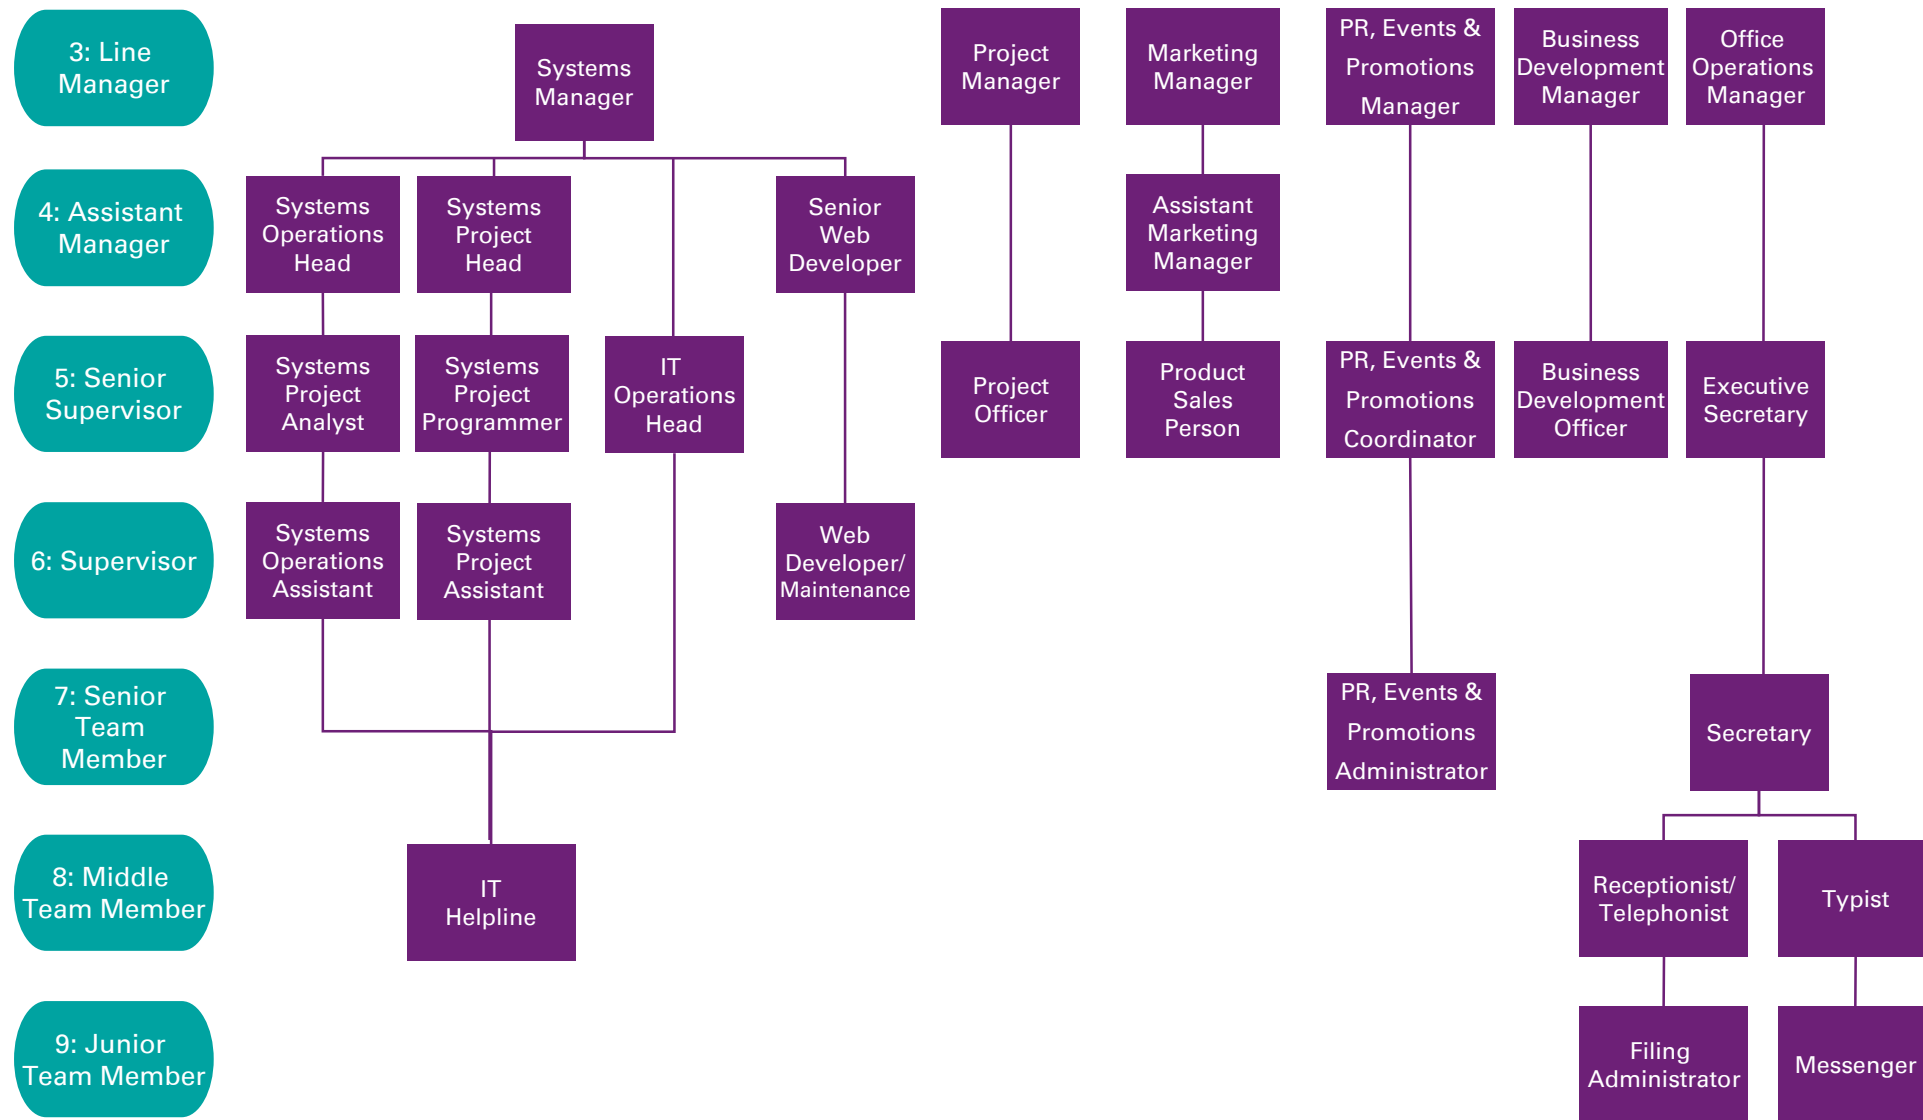 3: Line
Manager
Systems
Manager
Project
Manager
Marketing
Manager
PR, Events &
Promotions
Manager
Business
Development
Manager
Office
Operations
Manager
4: Assistant
Manager
Systems
Operations
Head
Systems
Project
Head
Senior
Web
Developer
Assistant
Marketing
Manager
5: Senior
Supervisor
Systems
Project
Analyst
Systems
Project
Programmer
IT
Operations
Head
Project
Officer
Product
Sales
Person
PR, Events &
Promotions
Coordinator
Business
Development
Officer
Executive
Secretary
6: Supervisor
Systems
Operations
Assistant
Systems
Project
Assistant
Web
Developer/
Maintenance
7: Senior
Team
Member
PR, Events &
Promotions
Administrator
Secretary
8: Middle
Team Member
IT
Helpline
Receptionist/
Telephonist
Typist
9: Junior
Team Member
Filing
Administrator
Messenger